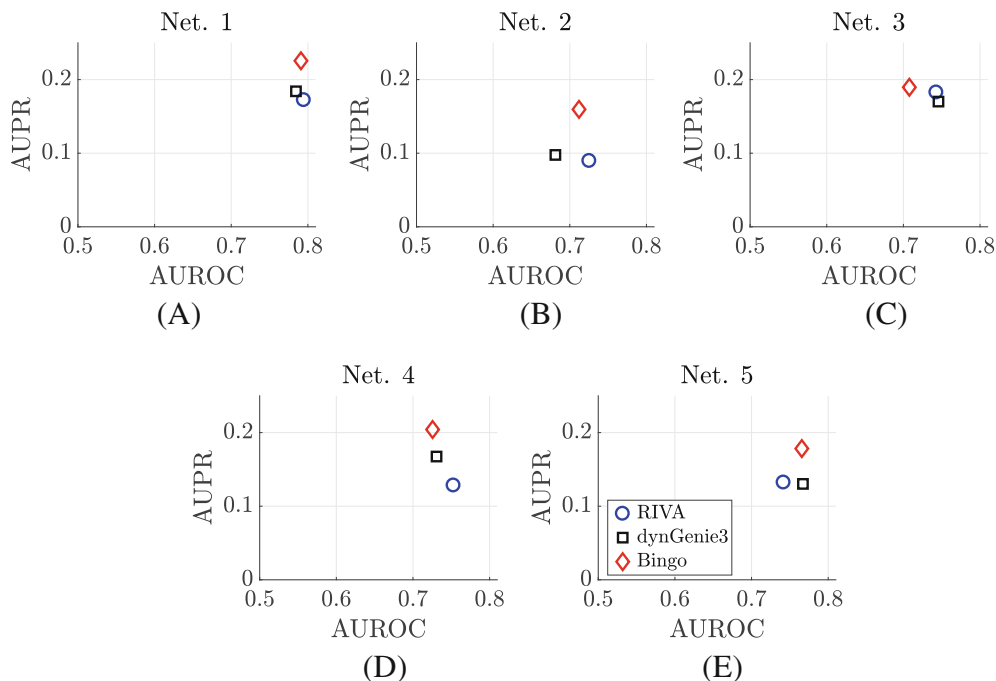 Net. 1
AUPR
0.2
0.1
0
0.5 0.6 0.7 0.8
AUROC
(A)
Net. 2
AUPR
0.2
0.1
0
0.5 0.6 0.7 0.8
AUROC
(B)
Net. 3
AUPR
0.2
0.1
0
0.5 0.6 0.7 0.8
AUROC
(C)
Net. 4
AUPR
0.2
0.1
0
0.5 0.6 0.7 0.8
AUROC
(D)
Net. 5
AUPR
0.2
0.1
0
RIVA
dynGenie3
Bingo
0.5 0.6 0.7 0.8
AUROC
(E)